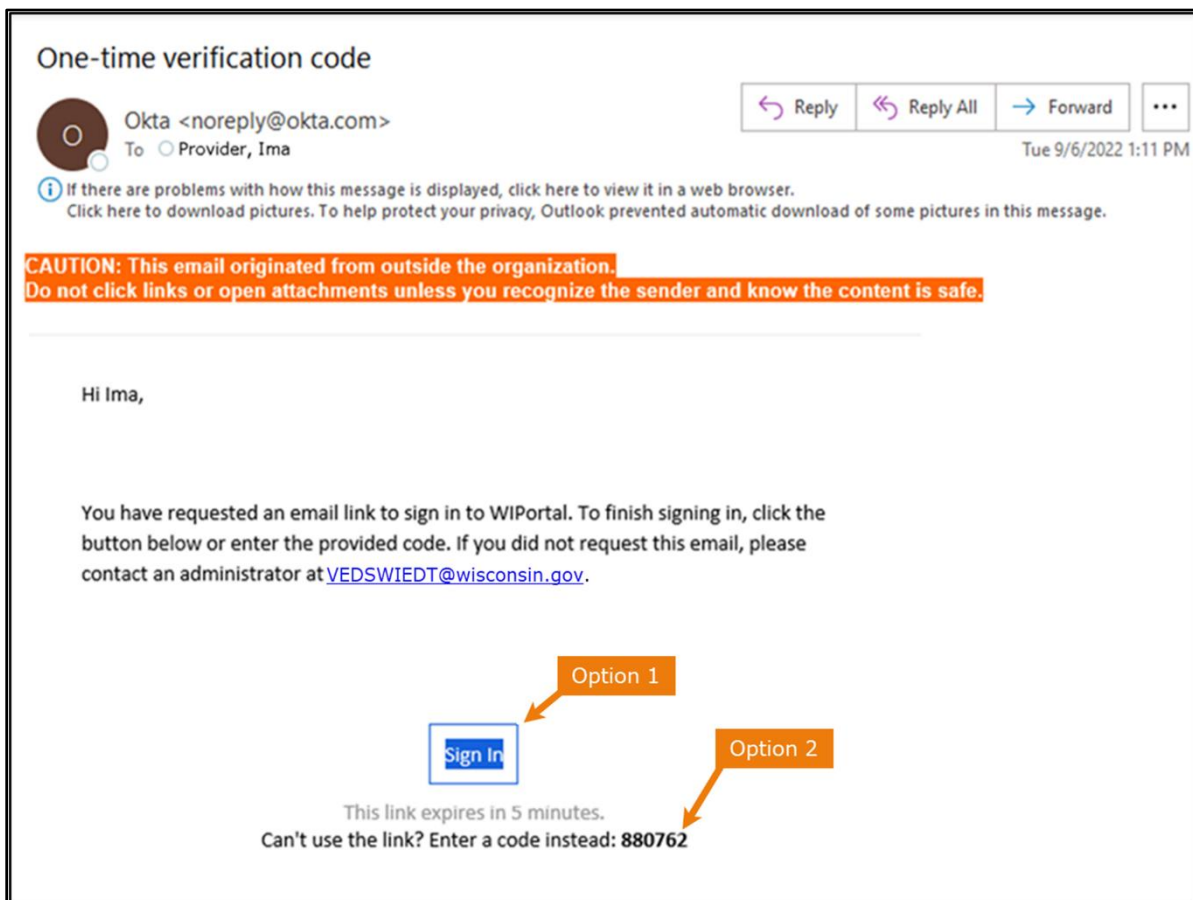 One-time verification code
O
Okta <noreply@okta.com>
To Provider, Ima
Reply
Reply All
Forward
...
Tue 9/6/2022 1:11 PM
If there are problems with how this message is displayed, click here to view it in a web browser.
Click here to download pictures. To help protect your privacy, Outlook prevented automatic download of some pictures in this message.
CAUTION: This email originated from outside the organization.
Do not click links or open attachments unless you recognize the sender and know the content is safe.
Hi Ima,
You have requested an email link to sign in to WIPortal. To finish signing in, click the
button below or enter the provided code. If you did not request this email, please
contact an administrator at VEDSWIEDT@wisconsin.gov.
Option 1
Sign In
Option 2
This link expires in 5 minutes.
Can't use the link? Enter a code instead: 880762